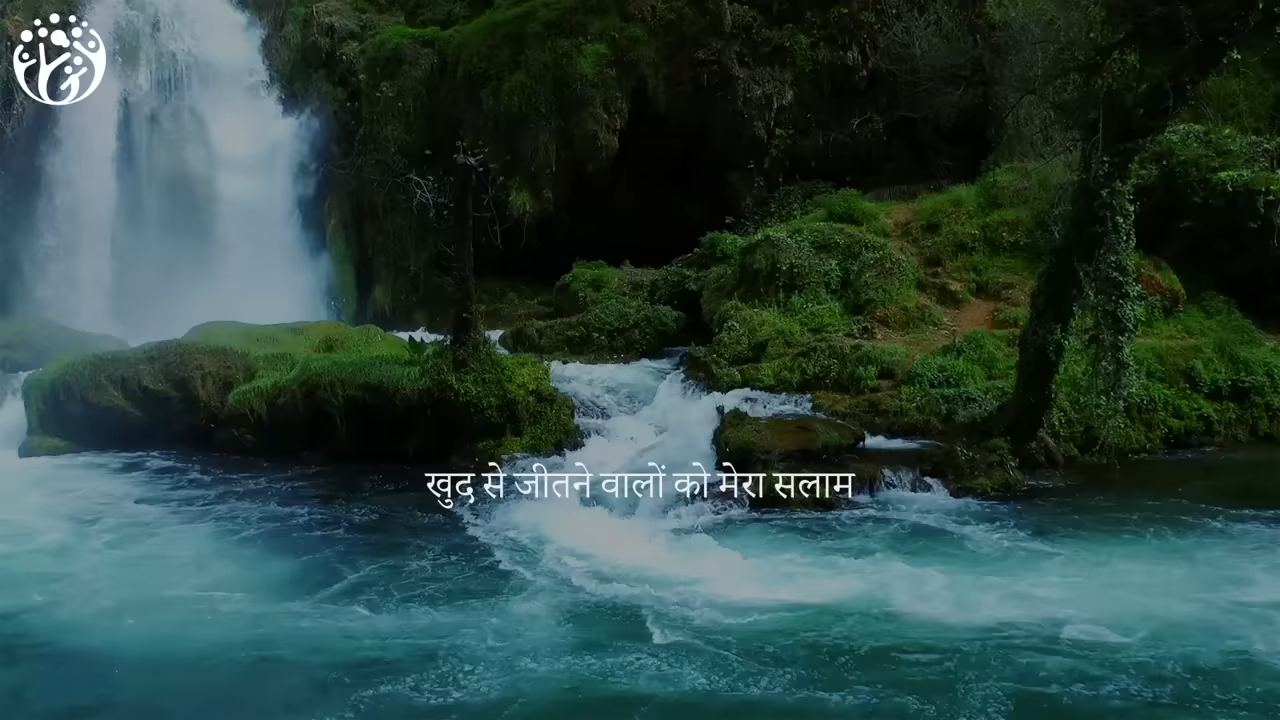 खुद से जीतने वालों को मेरा सलाम